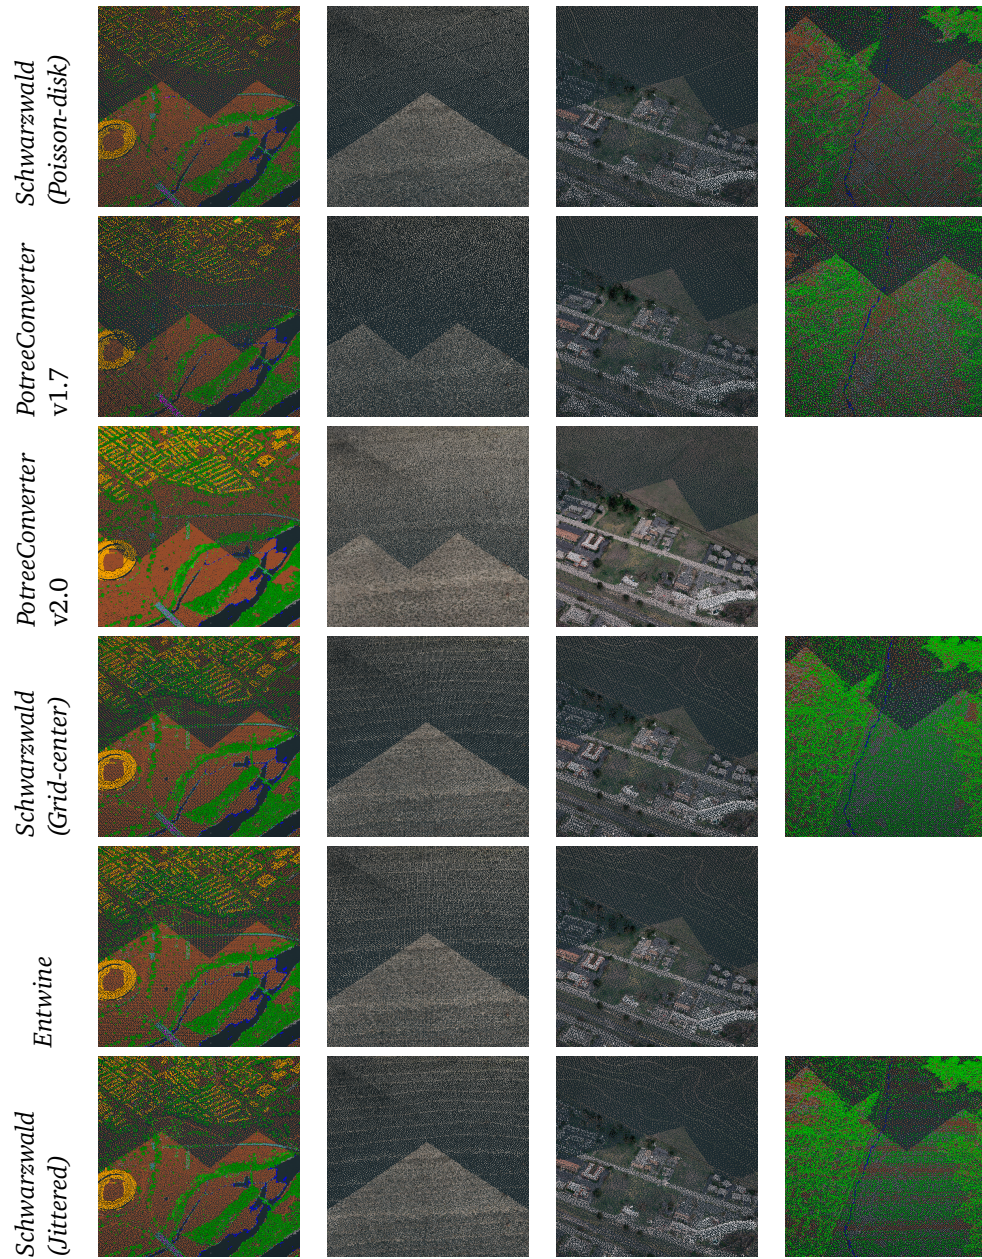 Schwarzwald
(Poisson-disk)
PotreeConverter
v1.7
PotreeConverter
v2.0
Schwarzwald
(Grid-center)
Entwine
Schwarzwald
(Jittered)